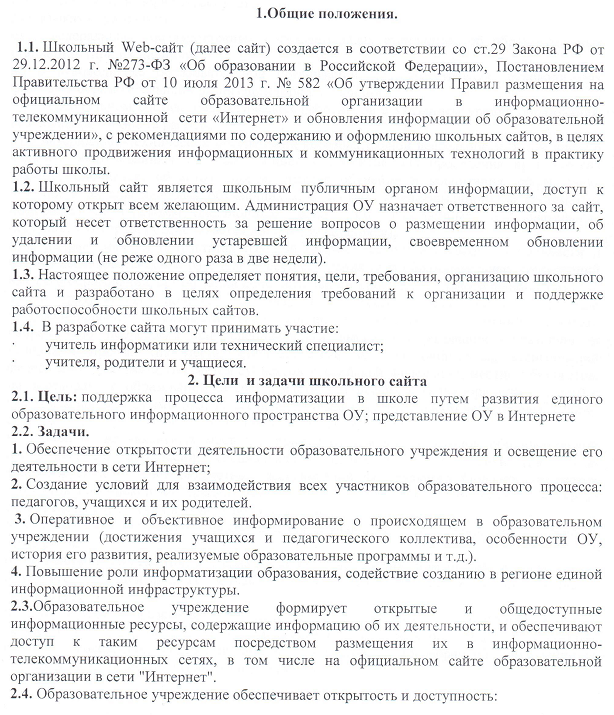 1.Общие положения.
1.1. Школьный Web-сайт (далее сайт) создается в соответствии со ст.29 Закона РФ от
29.12.2012 г. №273-ФЗ «Об образовании в Российской Федерации», Постановлением
Правительства РФ от 10 июля 2013 г. № 582 «Об утверждении Правил размещения на
официальном сайте образовательной организации в информационно-
телекоммуникационной сети «Интернет» и обновления информации об образовательной
учреждении», с рекомендациями по содержанию и оформлению школьных сайтов, в целях
активного продвижения информационных и коммуникационных технологий в практику
работы школы.
1.2. Школьный сайт является школьным публичным органом информации, доступ к
которому открыт всем желающим. Администрация ОУ назначает ответственного за сайт,
который несет ответственность за решение вопросов о размещении информации, об
удалении и обновлении устаревшей информации, своевременном обновлении
информации (не реже одного раза в две недели).
1.3. Настоящее положение определяет понятия, цели, требования, организацию школьного
сайта и разработано в целях определения требований к организации и поддержке
работоспособности школьных сайтов.
1.4. В разработке сайта могут принимать участие:
· учитель информатики или технический специалист;
· учителя, родители и учащиеся.
2. Цели и задачи школьного сайта
2.1. Цель: поддержка процесса информатизации в школе путем развития единого
образовательного информационного пространства ОУ; представление ОУ в Интернете
2.2. Задачи.
1. Обеспечение открытости деятельности образовательного учреждения и освещение его
деятельности в сети Интернет;
2. Создание условий для взаимодействия всех участников образовательного процесса:
педагогов, учащихся и их родителей.
3. Оперативное и объективное информирование о происходящем в образовательном
учреждении (достижения учащихся и педагогического коллектива, особенности ОУ,
история его развития, реализуемые образовательные программы и т.д.).
4. Повышение роли информатизации образования, содействие созданию в регионе единой
информационной инфраструктуры.
2.3.Образовательное учреждение формирует открытые и общедоступные
информационные ресурсы, содержащие информацию об их деятельности, и обеспечивают
доступ к таким ресурсам посредством размещения их в информационно-
телекоммуникационных сетях, в том числе на официальном сайте образовательной
организации в сети "Интернет".
2.4. Образовательное учреждение обеспечивает открытость и доступность: